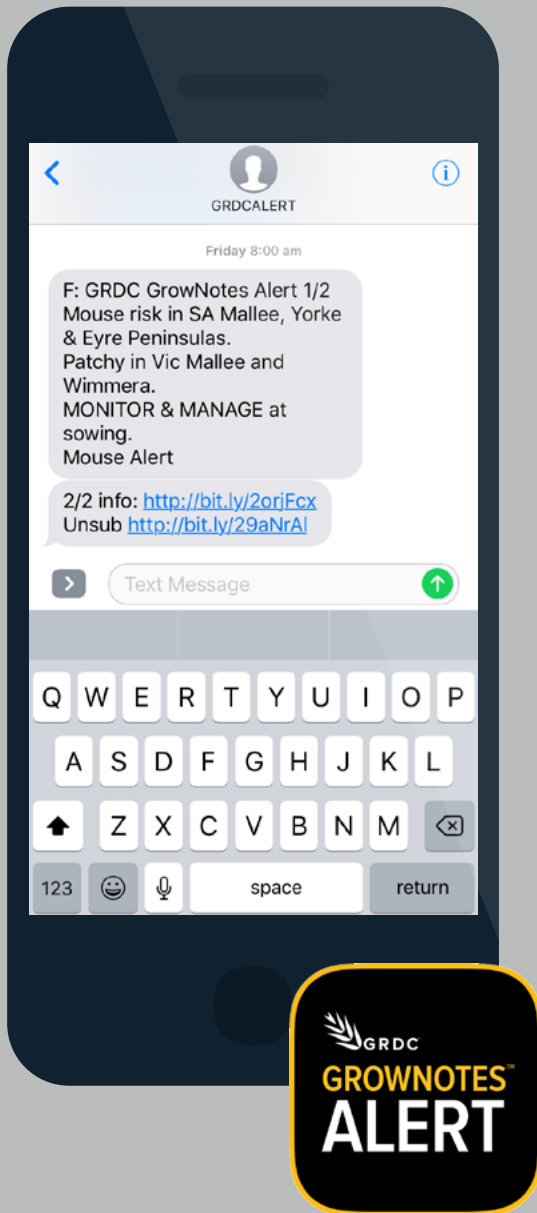 GRDCALERT
Friday 8:00 am
F: GRDC GrowNotes Alert 1/2
Mouse risk in SA Mallee, Yorke
& Eyre Peninsulas.
Patchy in Vic Mallee and
Wimmera.
MONITOR & MANAGE at
sowing.
Mouse Alert
2/2 info: http://bit.ly/2orjFcx
Unsub http://bit.ly/29aNrAl
Text Message
Q W E R T Y U I O P
A S D F G H J K L
Z X C V B N M
123 space return
GRDC
GROWNOTES™
ALERT